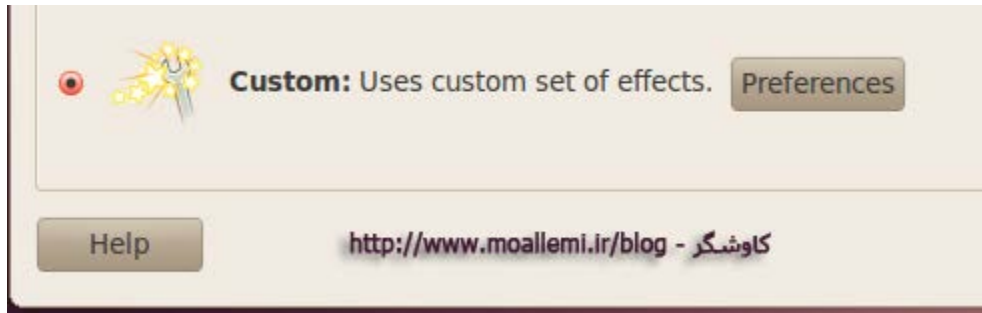 Custom: Uses custom set of effects. Preferences
Help
کاوشگر - http://www.moallemi.ir/blog